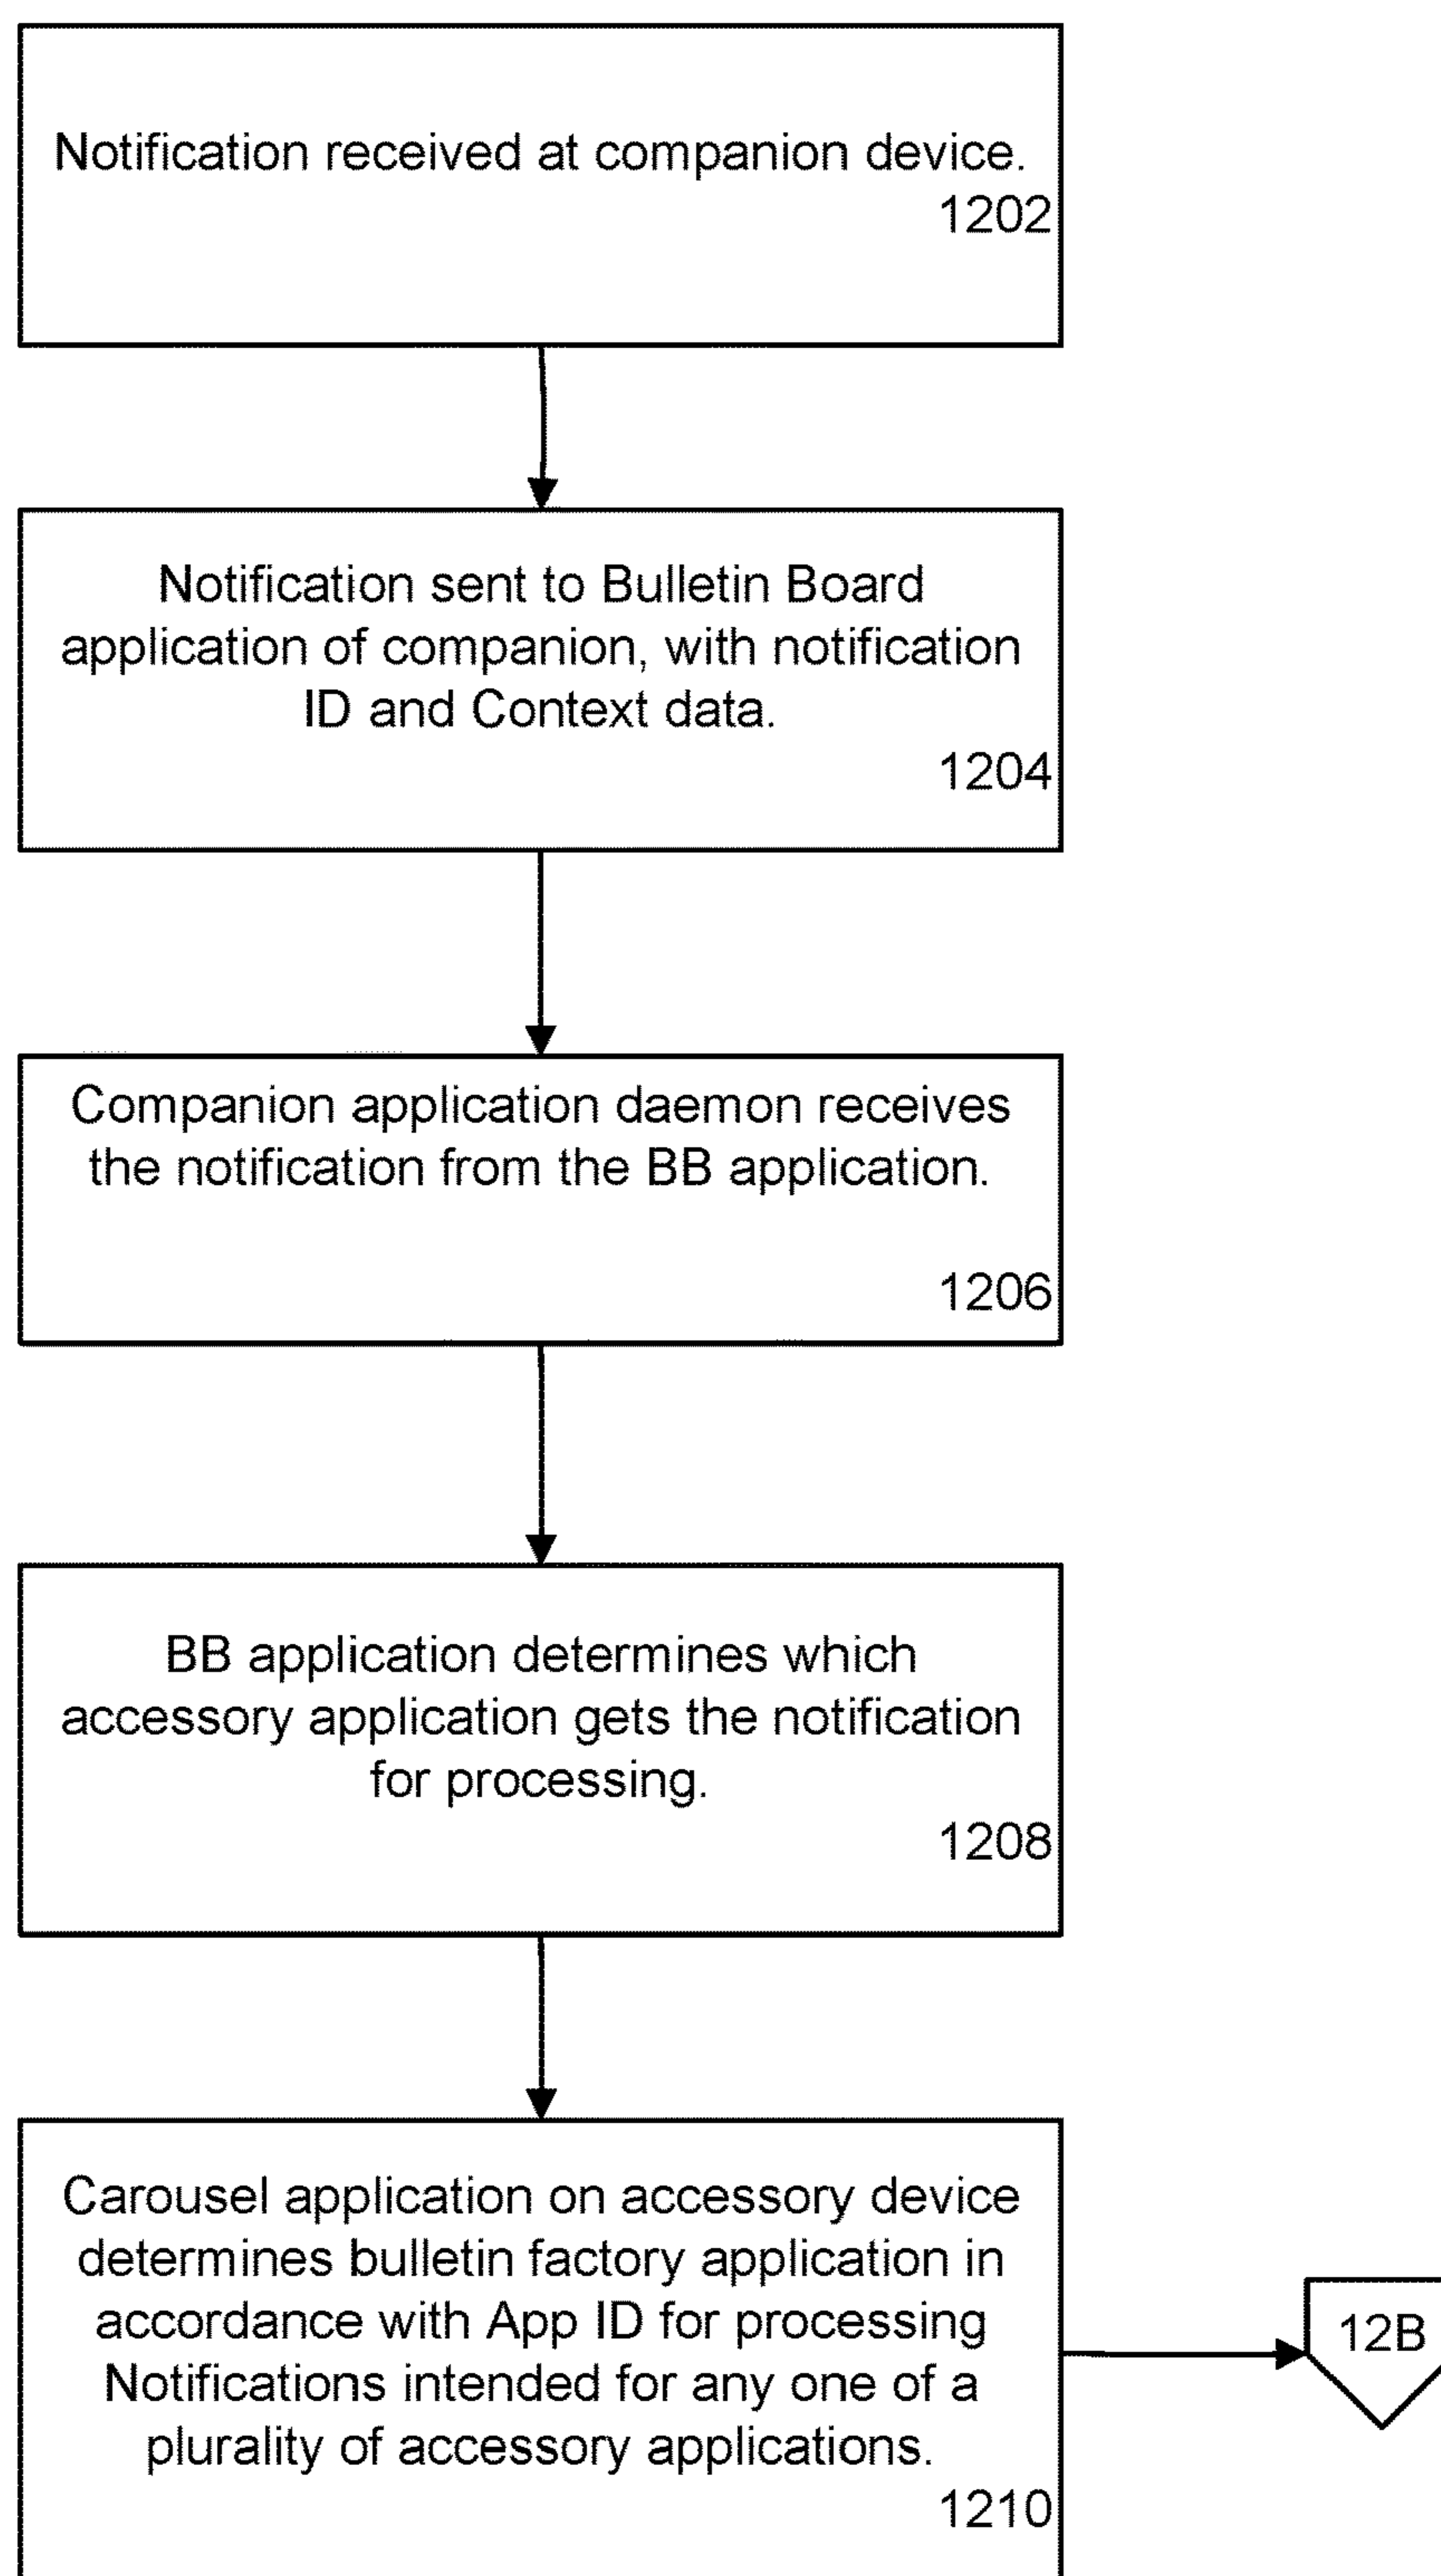 Notification received at companion device.
1202
Notification sent to Bulletin Board
application of companion, with notification
ID and Context data.
1204
Companion application daemon receives
the notification from the BB application.
1206
BB application determines which
accessory application gets the notification
for processing.
1208
Carousel application on accessory device
determines bulletin factory application in
accordance with App ID for processing
Notifications intended for any one of a
plurality of accessory applications.
1210
12B